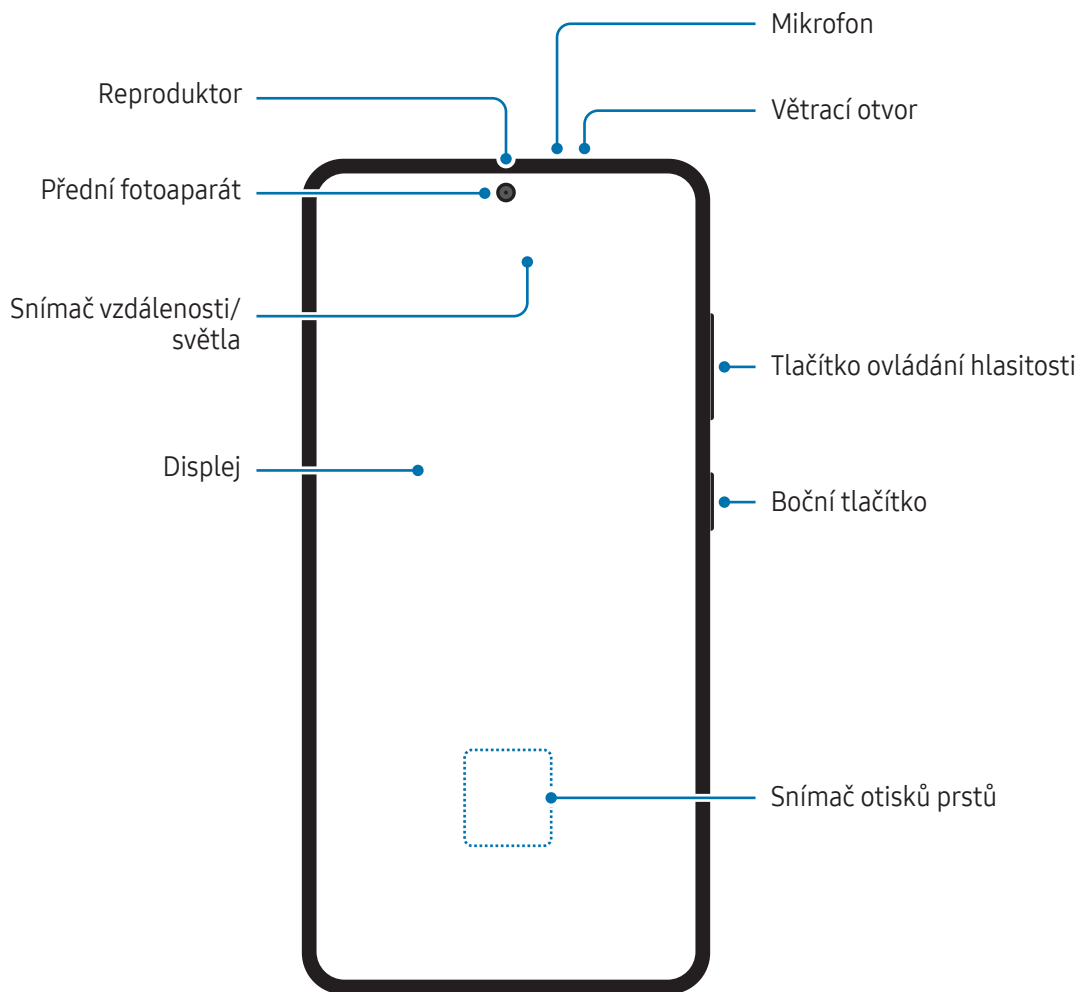 Mikrofon
Reproduktor
Větrací otvor
Přední fotoaparát
Snímač vzdálenosti/
světla
Tlačítko ovládání hlasitosti
Displej
Boční tlačítko
Snímač otisků prstů